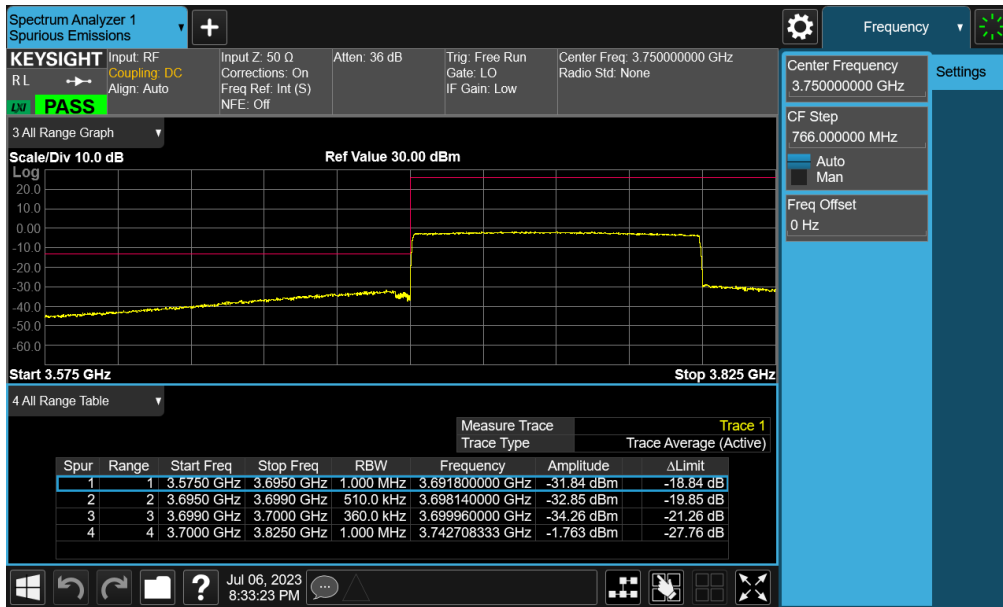 Spectrum Analyzer 1
Spurious Emissions
+
Frequency
KEYSIGHT
R L
LXI
PASS
Input: RF
Coupling: DC
Align: Auto
Input Z: 50 Ω
Corrections: On
Freq Ref: Int (S)
NFE: Off
Atten: 36 dB
Trig: Free Run
Gate: LO
IF Gain: Low
Center Freq: 3.750000000 GHz
Radio Std: None
Center Frequency
3.750000000 GHz
Settings
CF Step
766.000000 MHz
Auto
Man
Freq Offset
0 Hz
3 All Range Graph
Scale/Div 10.0 dB
Ref Value 30.00 dBm
Log
20.0
10.0
0.00
-10.0
-20.0
-30.0
-40.0
-50.0
-60.0
Start 3.575 GHz
Stop 3.825 GHz
4 All Range Table
Measure Trace Trace 1
Trace Type Trace Average (Active)
Spur Range Start Freq Stop Freq RBW Frequency Amplitude ΔLimit
1 1 3.5750 GHz 3.6950 GHz 1.000 MHz 3.691800000 GHz -31.84 dBm -18.84 dB
2 2 3.6950 GHz 3.6990 GHz 510.0 kHz 3.698140000 GHz -32.85 dBm -19.85 dB
3 3 3.6990 GHz 3.7000 GHz 360.0 kHz 3.699960000 GHz -34.26 dBm -21.26 dB
4 4 3.7000 GHz 3.8250 GHz 1.000 MHz 3.742708333 GHz -1.763 dBm -27.76 dB
?
Jul 06, 2023
8:33:23 PM